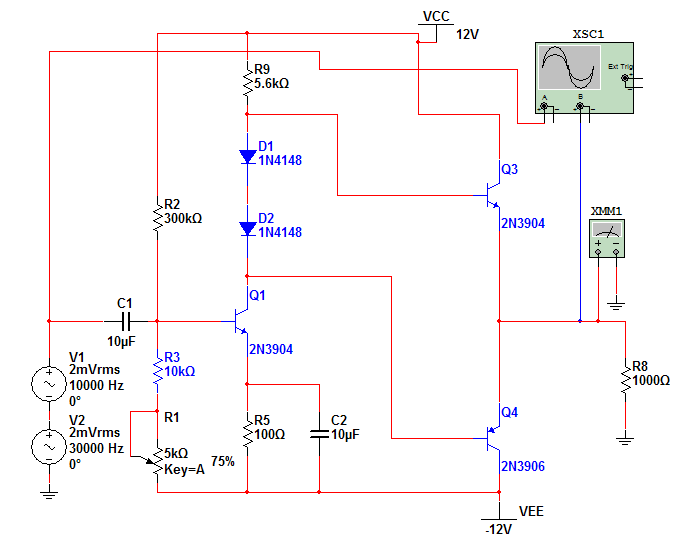 VCC
12V
XSC1
Ext Trig
+
-
A
B
+ -
+ -
R9
5.6kΩ
D1
1N4148
Q3
2N3904
R2
300kΩ
D2
1N4148
XMM1
+ -
Q1
2N3904
C1
10µF
V1
2mVrms
10000 Hz
0°
R3
10kΩ
R8
1000Ω
V2
2mVrms
30000 Hz
0°
R1
5kΩ
Key=A
75%
R5
100Ω
C2
10µF
Q4
2N3906
VEE
-12V